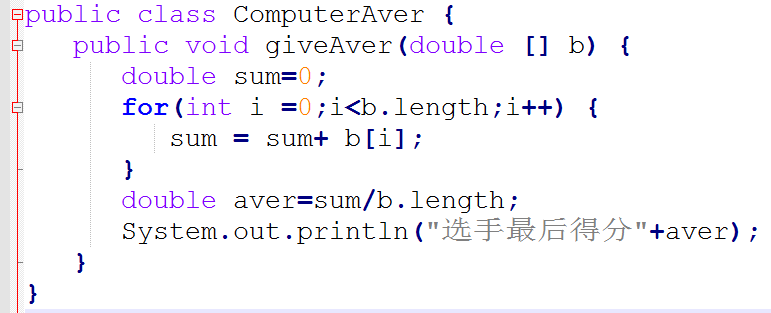 public class ComputerAver {
public void giveAver(double [] b) {
double sum=0;
for(int i =0;i<b.length;i++) {
sum = sum+ b[i];
}
double aver=sum/b.length;
System.out.println("选手最后得分"+aver);
}
}